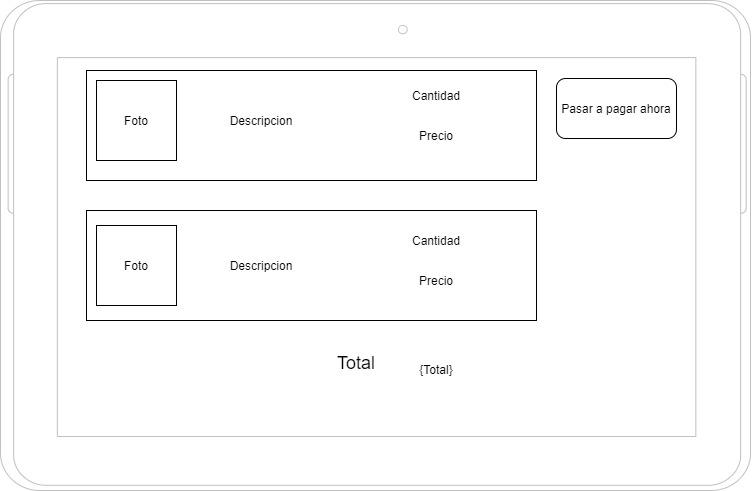 Cantidad
Pasar a pagar ahora
Foto
Descripcion
Precio
Cantidad
Foto
Descripcion
Precio
Total
{Total}